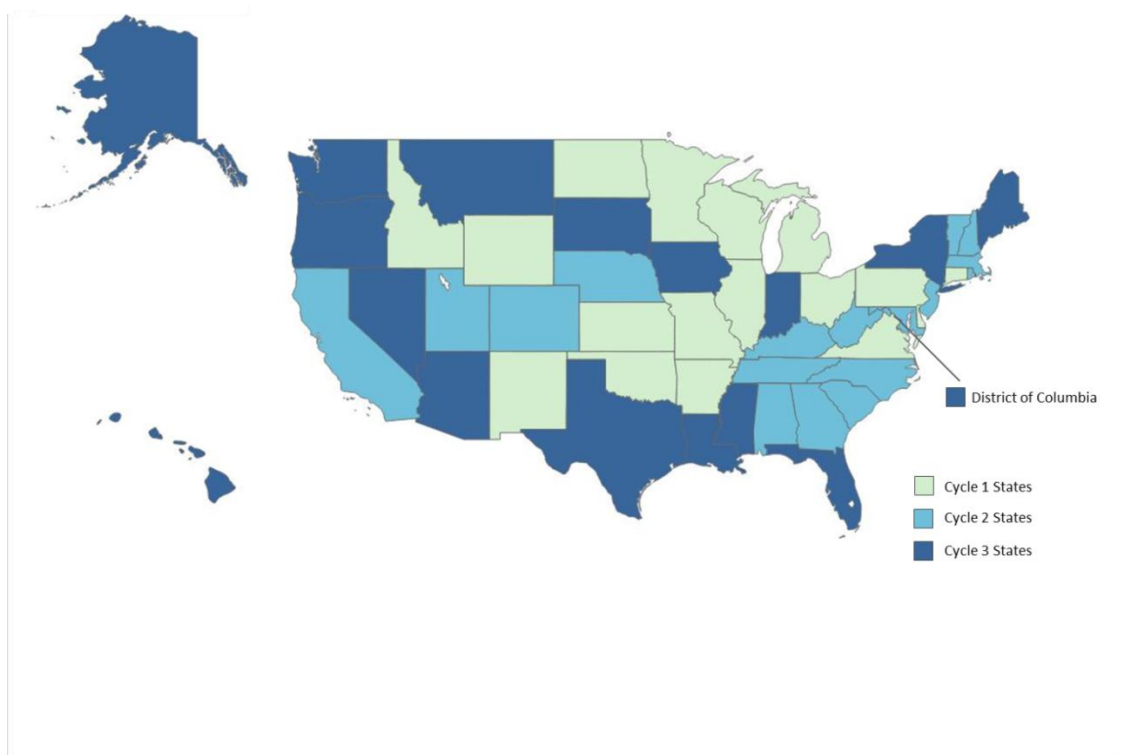 District of Columbia
Cycle 1 States
Cycle 2 States
Cycle 3 States